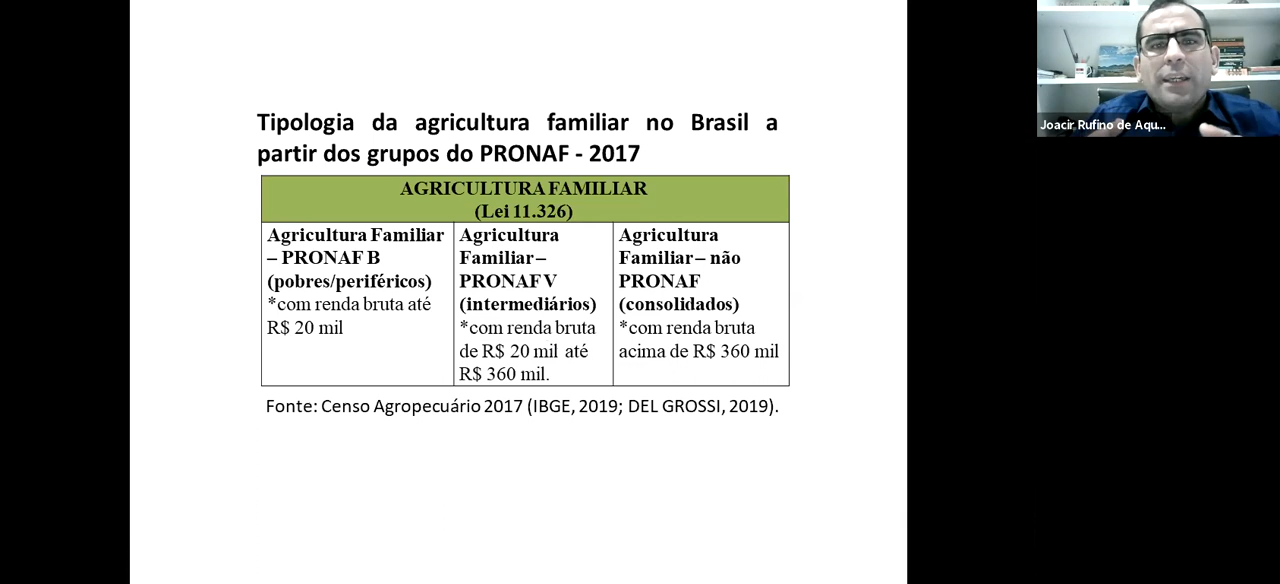 Tipologia da agricultura familiar no Brasil a
partir dos grupos do PRONAF - 2017
AGRICULTURA FAMILIAR
(Lei 11.326)
Agricultura Familiar
– PRONAF B
(pobres/periféricos)
*com renda bruta até
R$ 20 mil
Agricultura
Familiar –
PRONAF V
(intermediários)
*com renda bruta
de R$ 20 mil até
R$ 360 mil.
Agricultura
Familiar – não
PRONAF
(consolidados)
*com renda bruta
acima de R$ 360 mil
Fonte: Censo Agropecuário 2017 (IBGE, 2019; DEL GROSSI, 2019).
Joacir Rufino de Aqu...